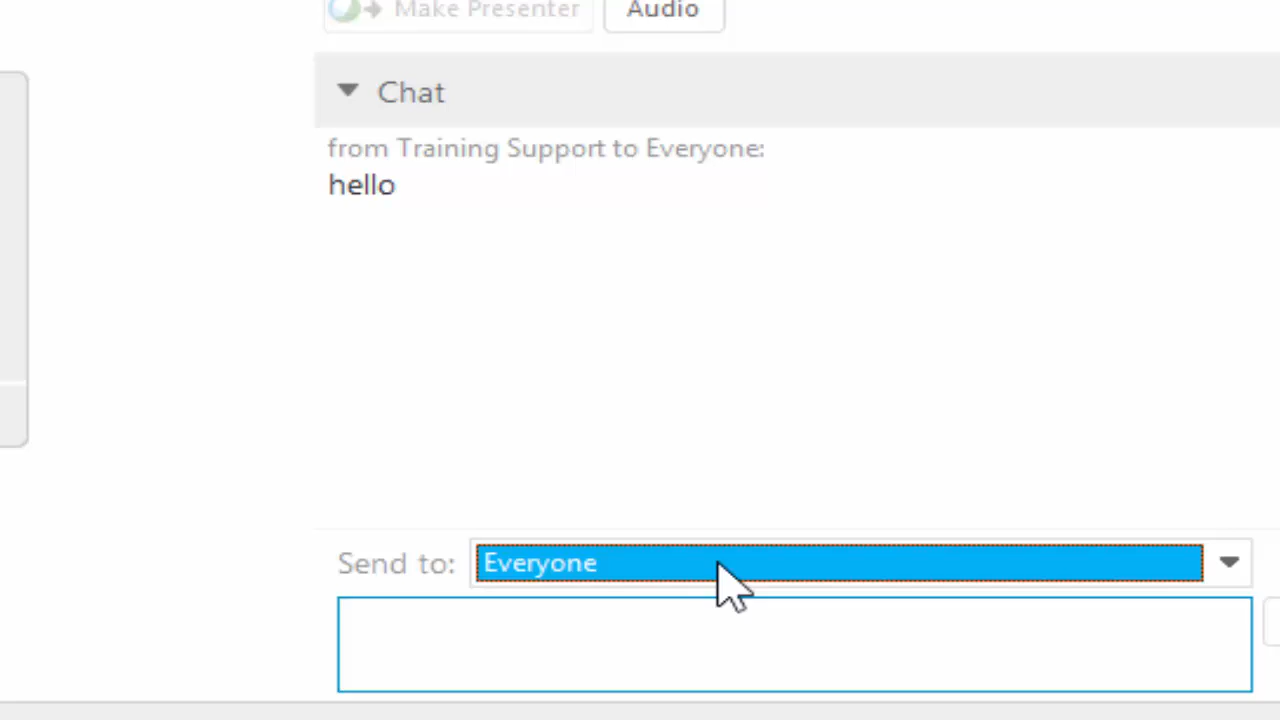 Make Presenter
Audio
Chat
from Training Support to Everyone:
hello
Send to:
Everyone